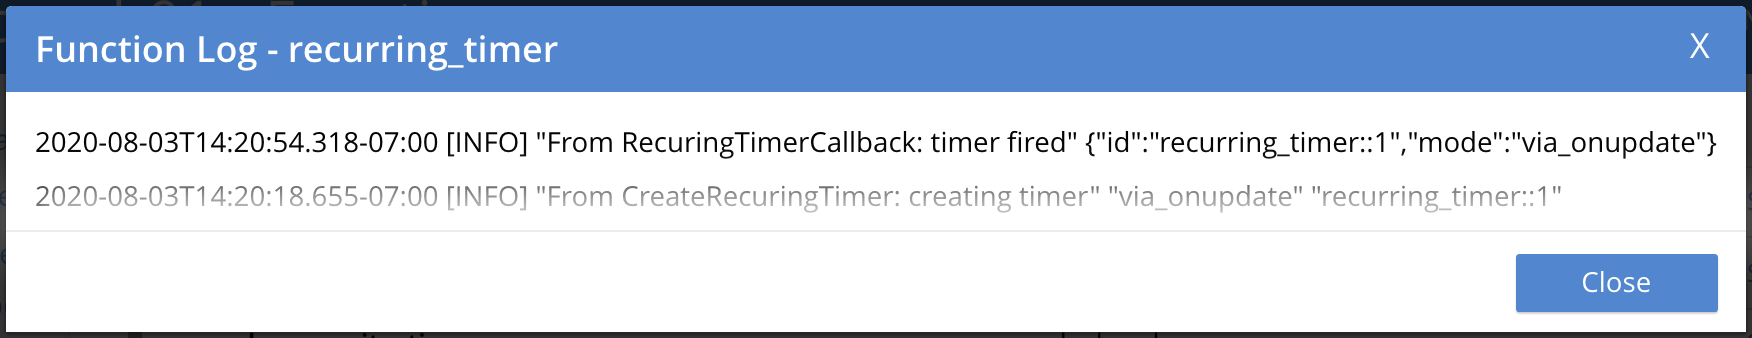 Function Log - recurring_timer
X
2020-08-03T14:20:54.318-07:00 [INFO] "From RecuringTimerCallback: timer fired" {"id":"recurring_timer::1","mode":"via_onupdate"}
2020-08-03T14:20:18.655-07:00 [INFO] "From CreateRecuringTimer: creating timer" "via_onupdate" "recurring_timer::1"
Close